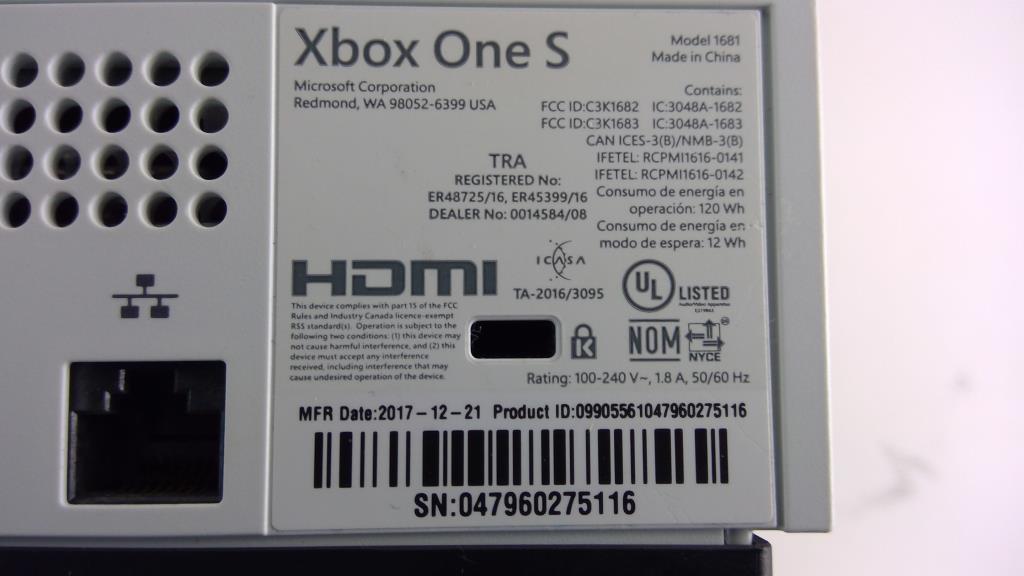 Xbox One S
Model 1681
Made in China
Microsoft Corporation
Redmond, WA 98052-6399 USA
Contains:
FCC ID:C3K1682 IC:3048A-1682
FCC ID:C3K1683 IC:3048A-1683
CAN ICES-3(B)/NMB-3(B)
IFETEL: RCPMI1616-0141
IFETEL: RCPMI1616-0142
Consumo de energía en
operación: 120 Wh
Consumo de energía en
modo de espera: 12 Wh
TRA
REGISTERED No:
ER48725/16, ER45399/16
DEALER No: 0014584/08
HDMI
ICASA
TA-2016/3095
UL LISTED
Audio/Video Apparatus
This device complies with part 15 of the FCC
Rules and Industry Canada licence-exempt
RSS standard(s). Operation is subject to the
following two conditions: (1) this device may
not cause harmful interference, and (2) this
device must accept any interference
received, including interference that may
cause undesired operation of the device.
K
NOM
NYCE
Rating: 100-240 V~, 1.8 A, 50/60 Hz
MFR Date:2017-12-21 Product ID:09905561047960275116
SN:047960275116